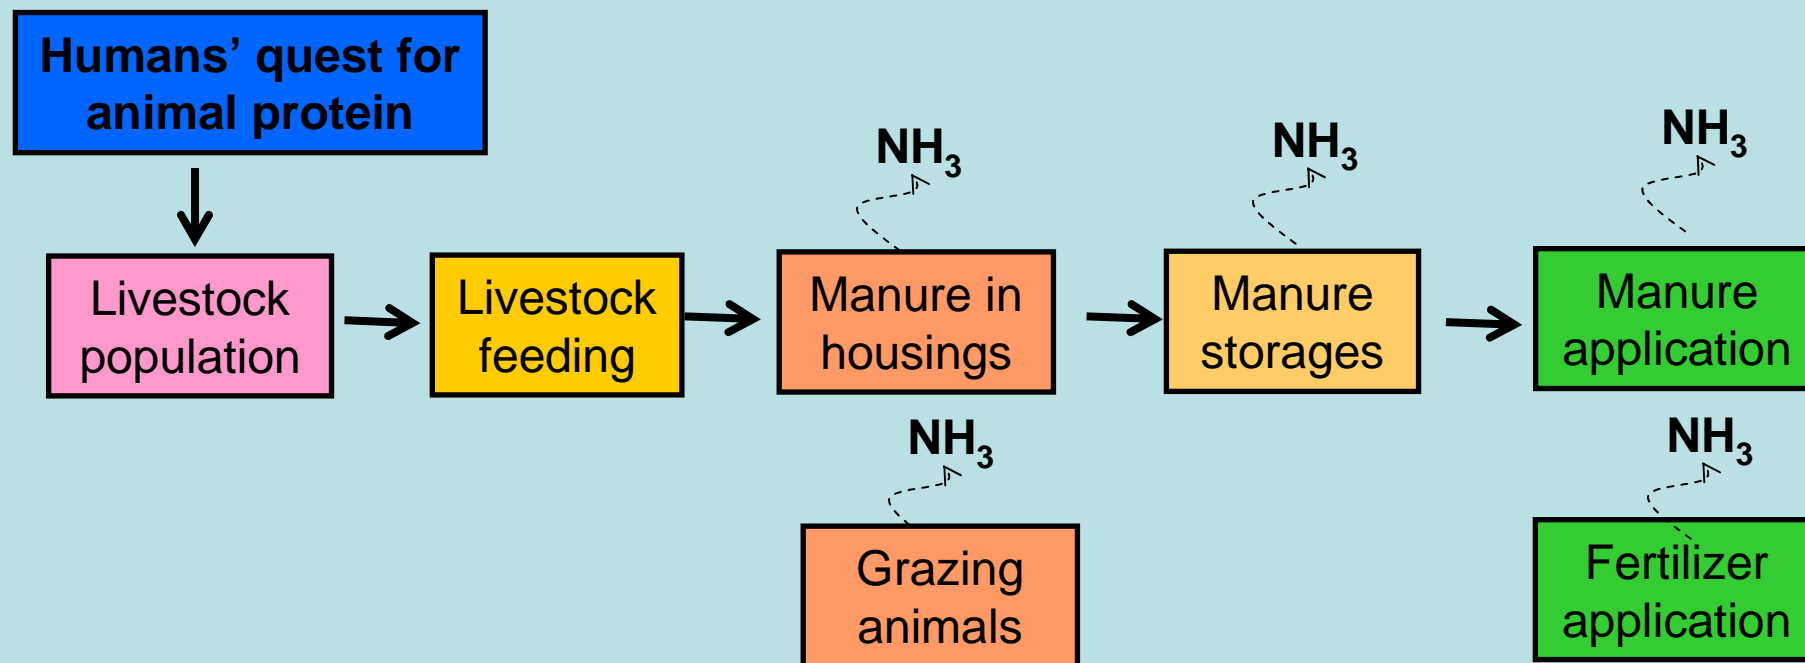 Humans’ quest for
animal protein
NH₃
NH₃
NH₃
Livestock
population
Livestock
feeding
Manure in
housings
Manure
storages
Manure
application
NH₃
NH₃
Grazing
animals
Fertilizer
application